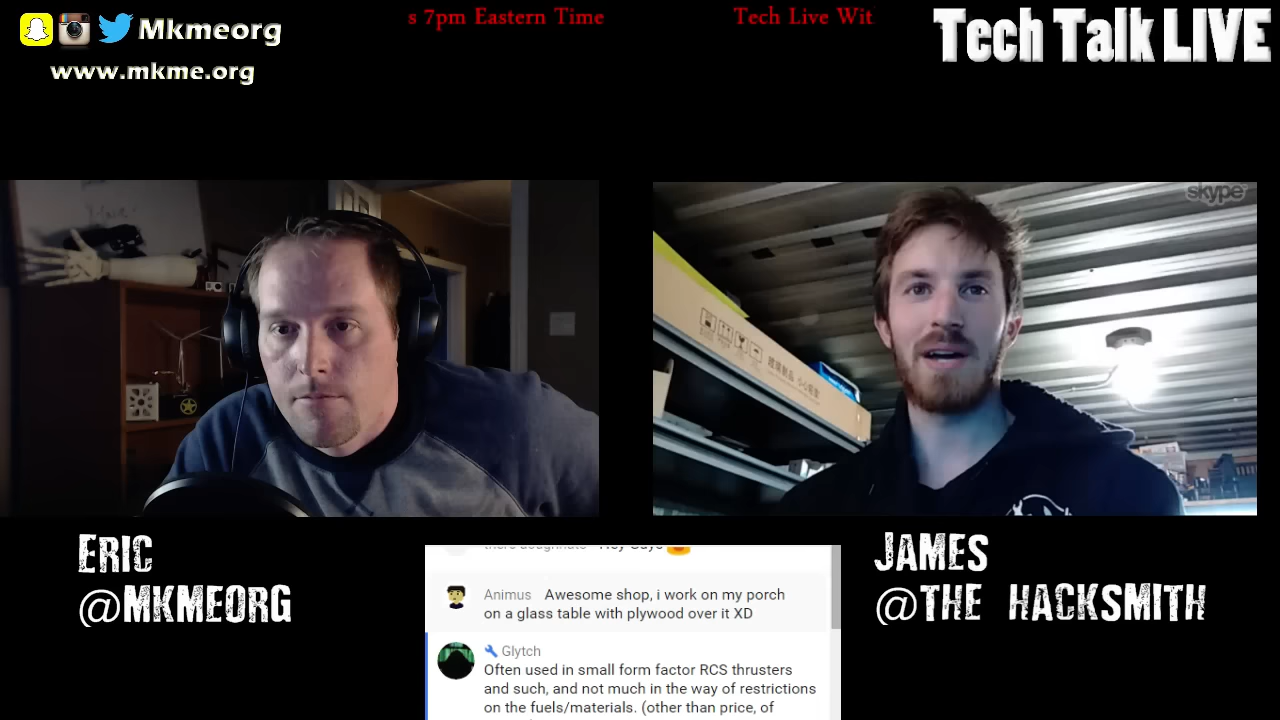 Mkmeorg
www.mkme.org
s 7pm Eastern Time
Tech Live Wit
Tech Talk LIVE
skype
ERIC
@MKMEORG
JAMES
@THE HACKSMITH
Animus Awesome shop, i work on my porch
on a glass table with plywood over it XD
Glytch
Often used in small form factor RCS thrusters
and such, and not much in the way of restrictions
on the fuels/materials. (other than price, of